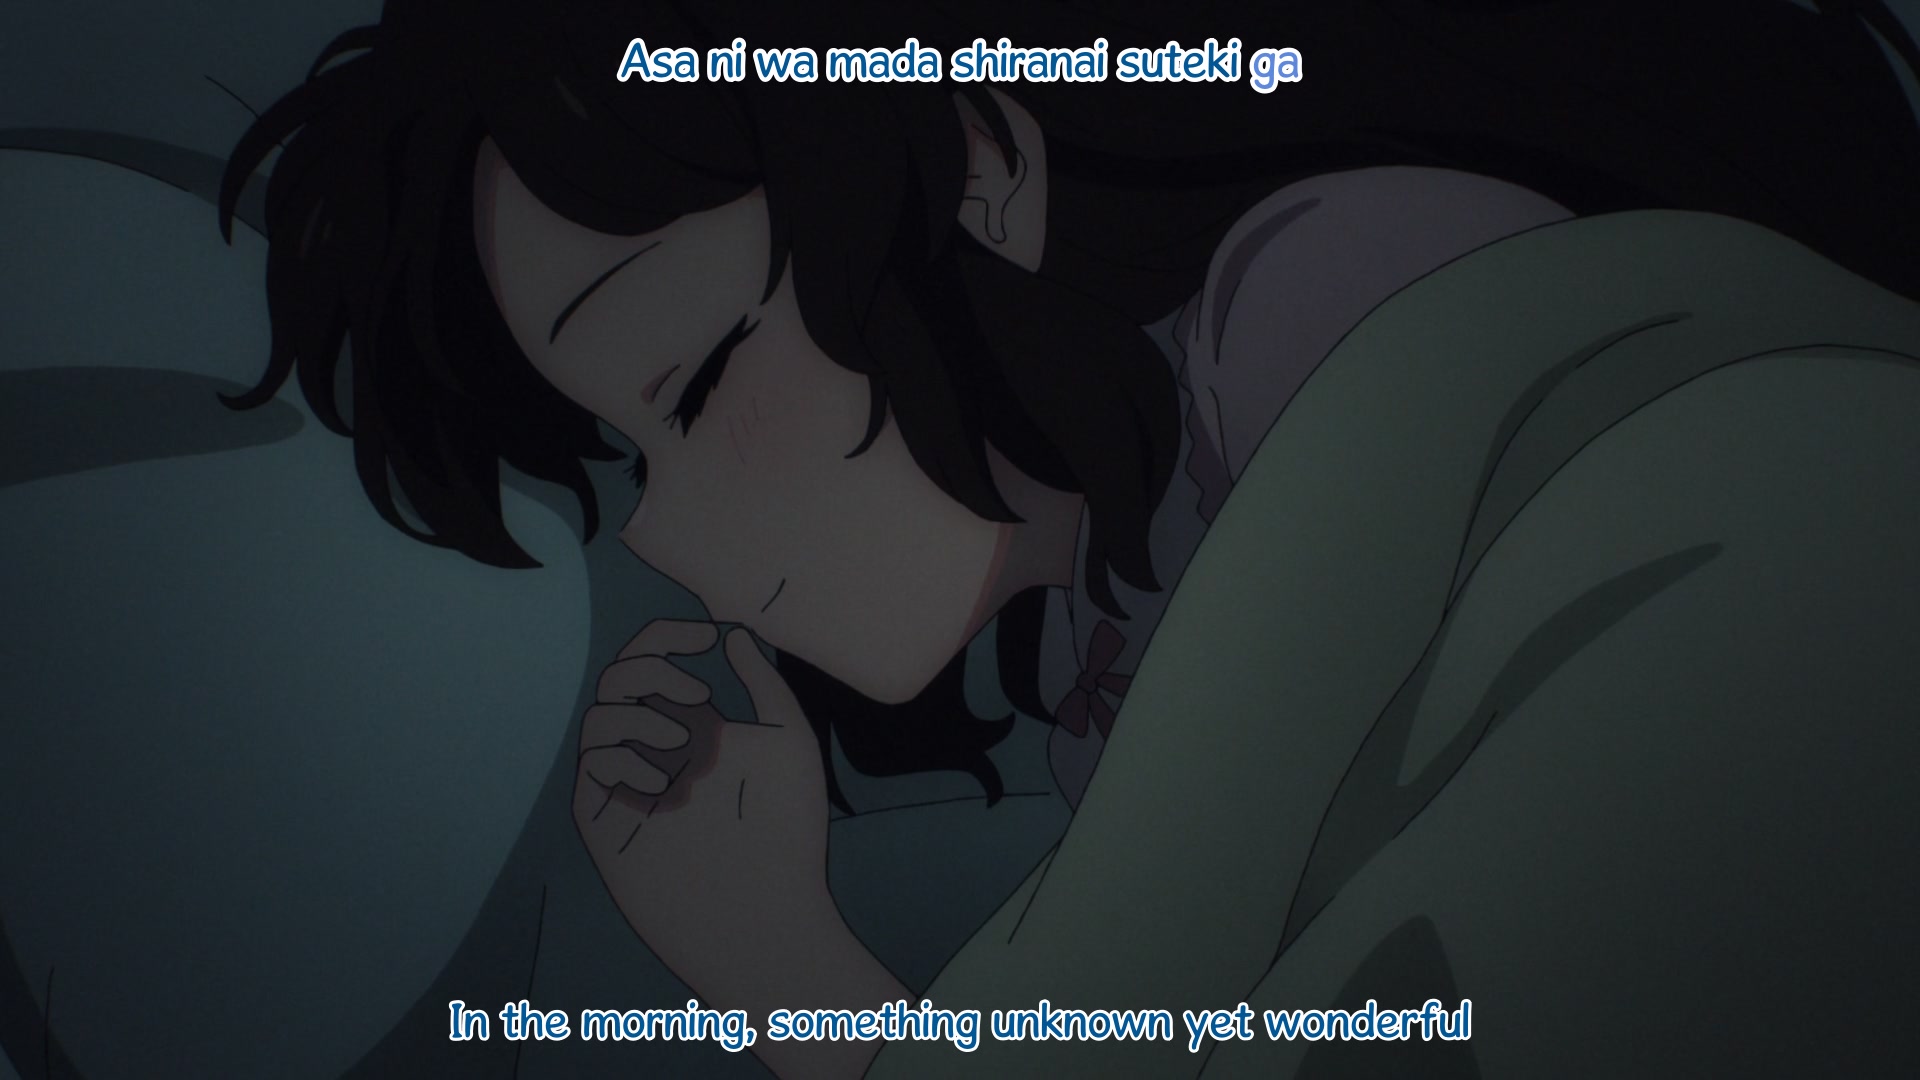 Asa ni wa mada shiranai suteki ga
In the morning, something unknown yet wonderful